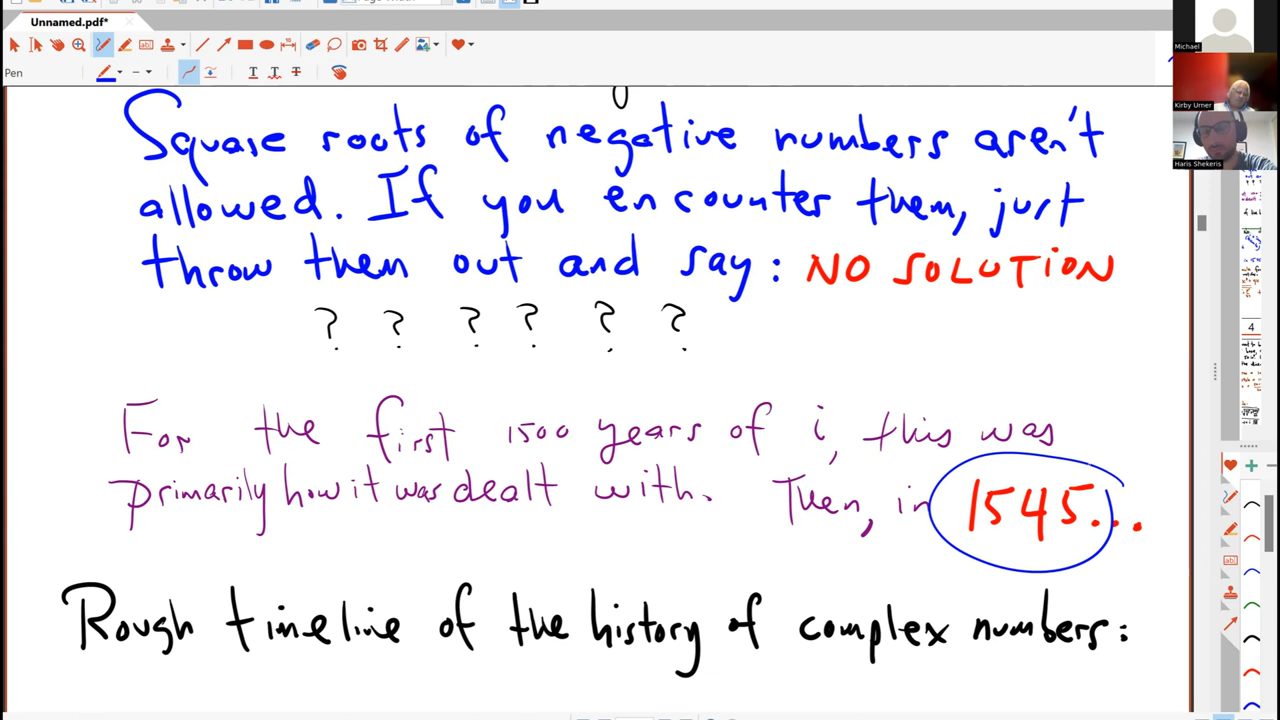 Unnamed.pdf*
Pen
Michael
Kirby Urner
Haris Shekeris
Square roots of negative numbers aren't
allowed. If you encounter them, just
throw them out and say: NO SOLUTION
? ? ? ? ? ?
For the first 1500 years of i, this was
primarily how it was dealt with. Then, in 1545...
Rough timeline of the history of complex numbers:
4